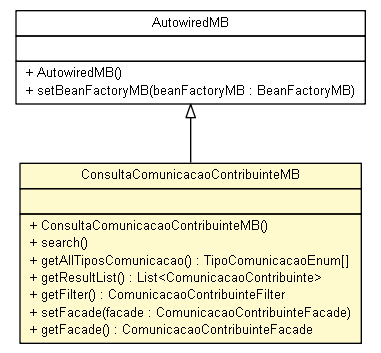 AutowiredMB
+ AutowiredMB()
+ setBeanFactoryMB(beanFactoryMB : BeanFactoryMB)
ConsultaComunicacaoContribuinteMB
+ ConsultaComunicacaoContribuinteMB()
+ search()
+ getAllTiposComunicacao() : TipoComunicacaoEnum[]
+ getResultList() : List<ComunicacaoContribuinte>
+ getFilter() : ComunicacaoContribuinteFilter
+ setFacade(facade : ComunicacaoContribuinteFacade)
+ getFacade() : ComunicacaoContribuinteFacade